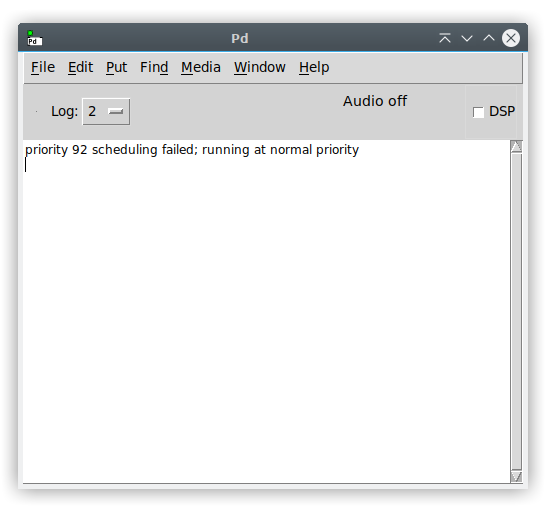 Pd
Pd
File Edit Put Find Media Window Help
Log: 2 Audio off DSP
priority 92 scheduling failed; running at normal priority